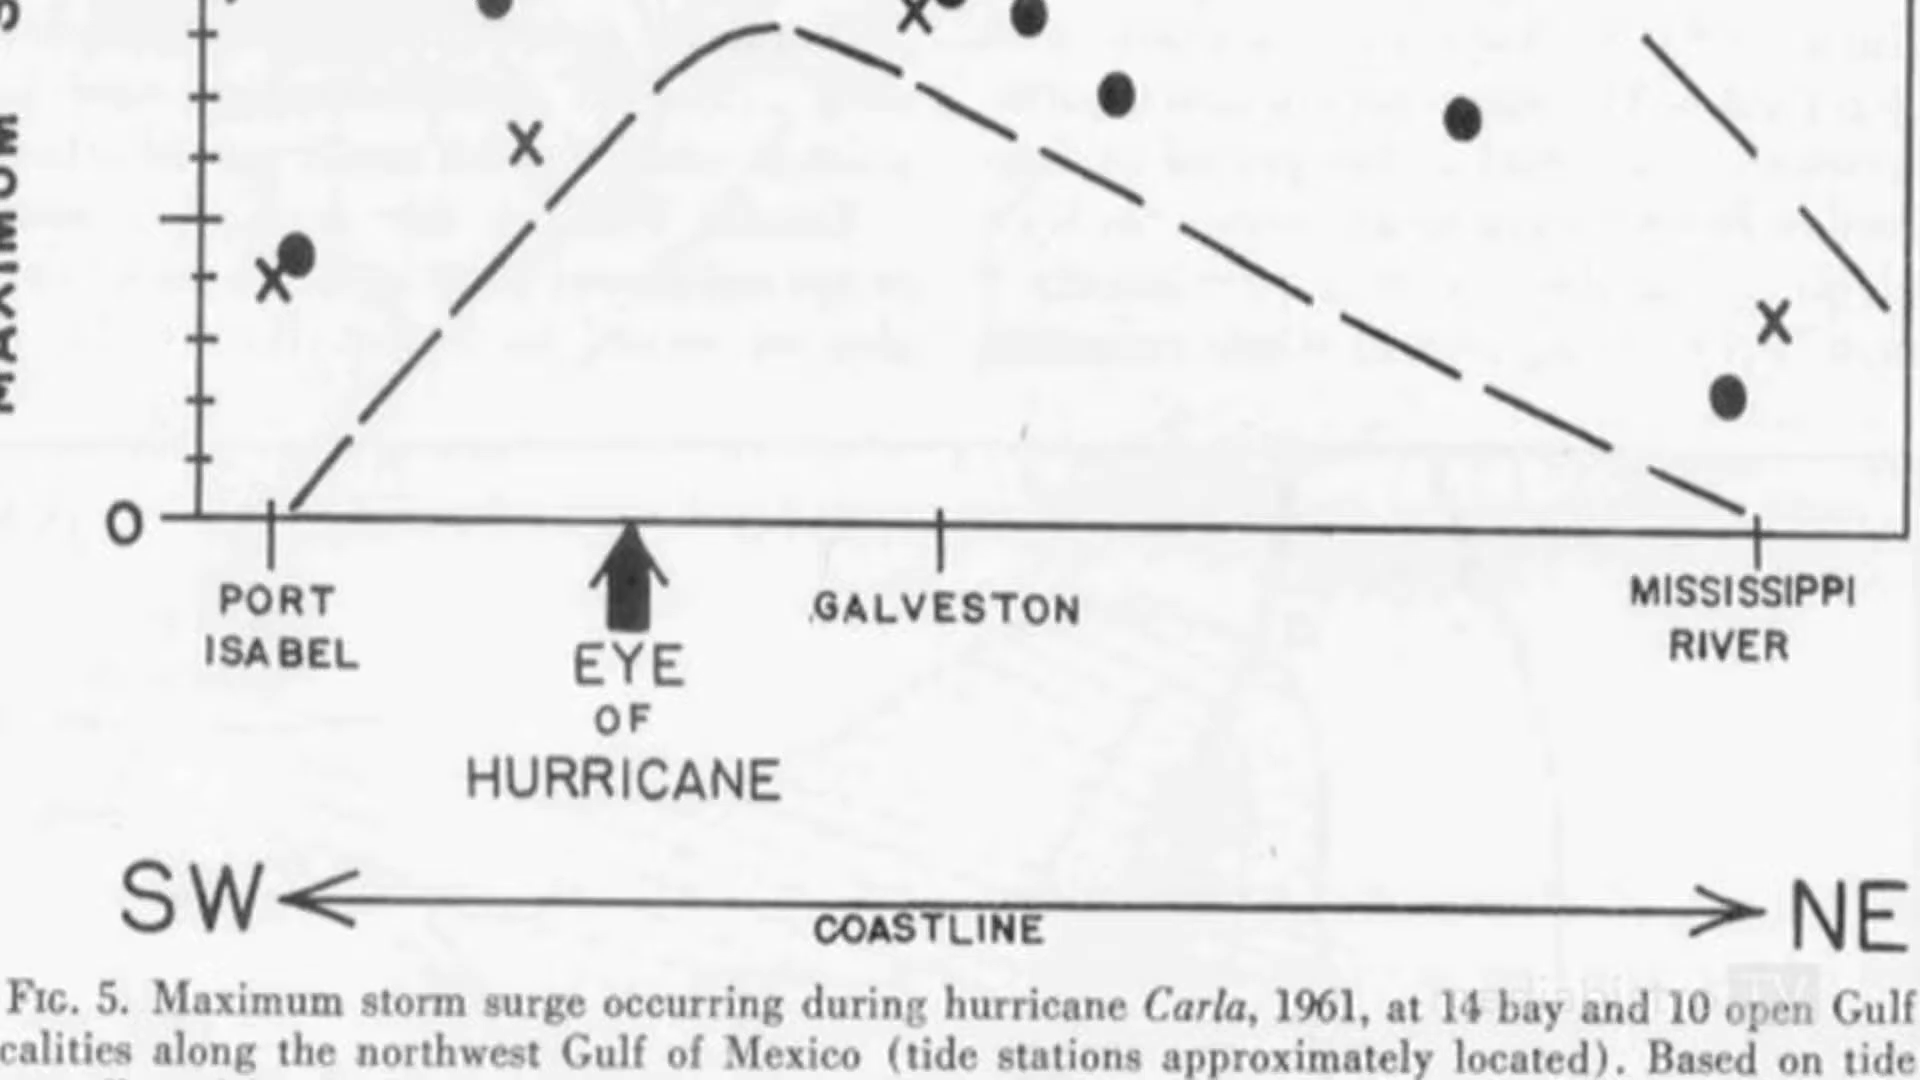 MAXIMUM S
0
PORT
ISABEL
EYE
OF
HURRICANE
GALVESTON
MISSISSIPPI
RIVER
SW
NE
COASTLINE
FIG. 5. Maximum storm surge occurring during hurricane Carla, 1961, at 14 bay and 10 open Gulf
calities along the northwest Gulf of Mexico (tide stations approximately located). Based on tide